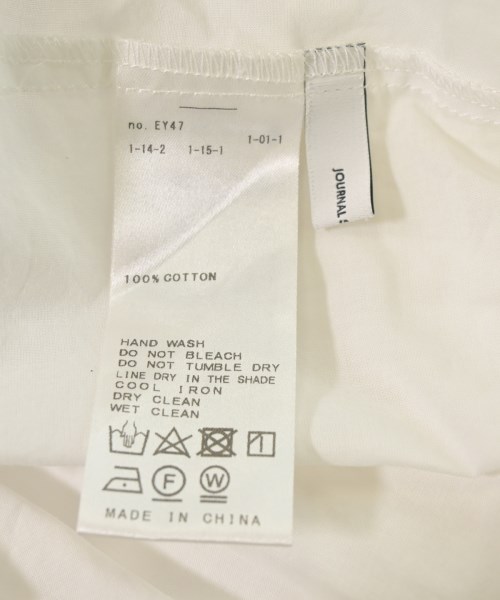 no. EY47
1-14-2 1-15-1 1-01-1
100% COTTON
HAND WASH
DO NOT BLEACH
DO NOT TUMBLE DRY
LINE DRY IN THE SHADE
COOL IRON
DRY CLEAN
WET CLEAN
F W
MADE IN CHINA
JOURNAL